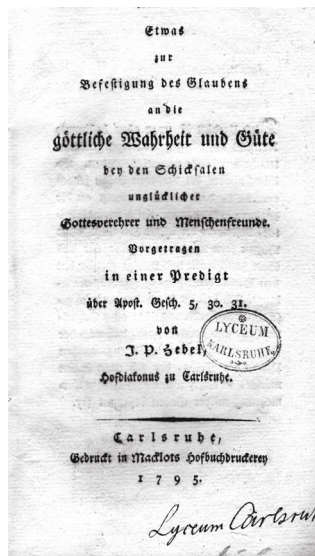 Etwas
zur
Befestigung des Glaubens
an die
göttliche Wahrheit und Güte
bey den Schicksalen
unglücklicher
Gottesverehrer und Menschenfreunde.
Vorgetragen
in einer Predigt
über Apost. Gesch. 5, 30. 31.
von
J. P. Hebel,
Hofdiakonus zu Carlsruhe.
LYCEUM
KARLSRUHE
Carlsruhe,
Gedruckt in Macklots Hofbuchdruckerey
1795.
Lyceum Carlsruh